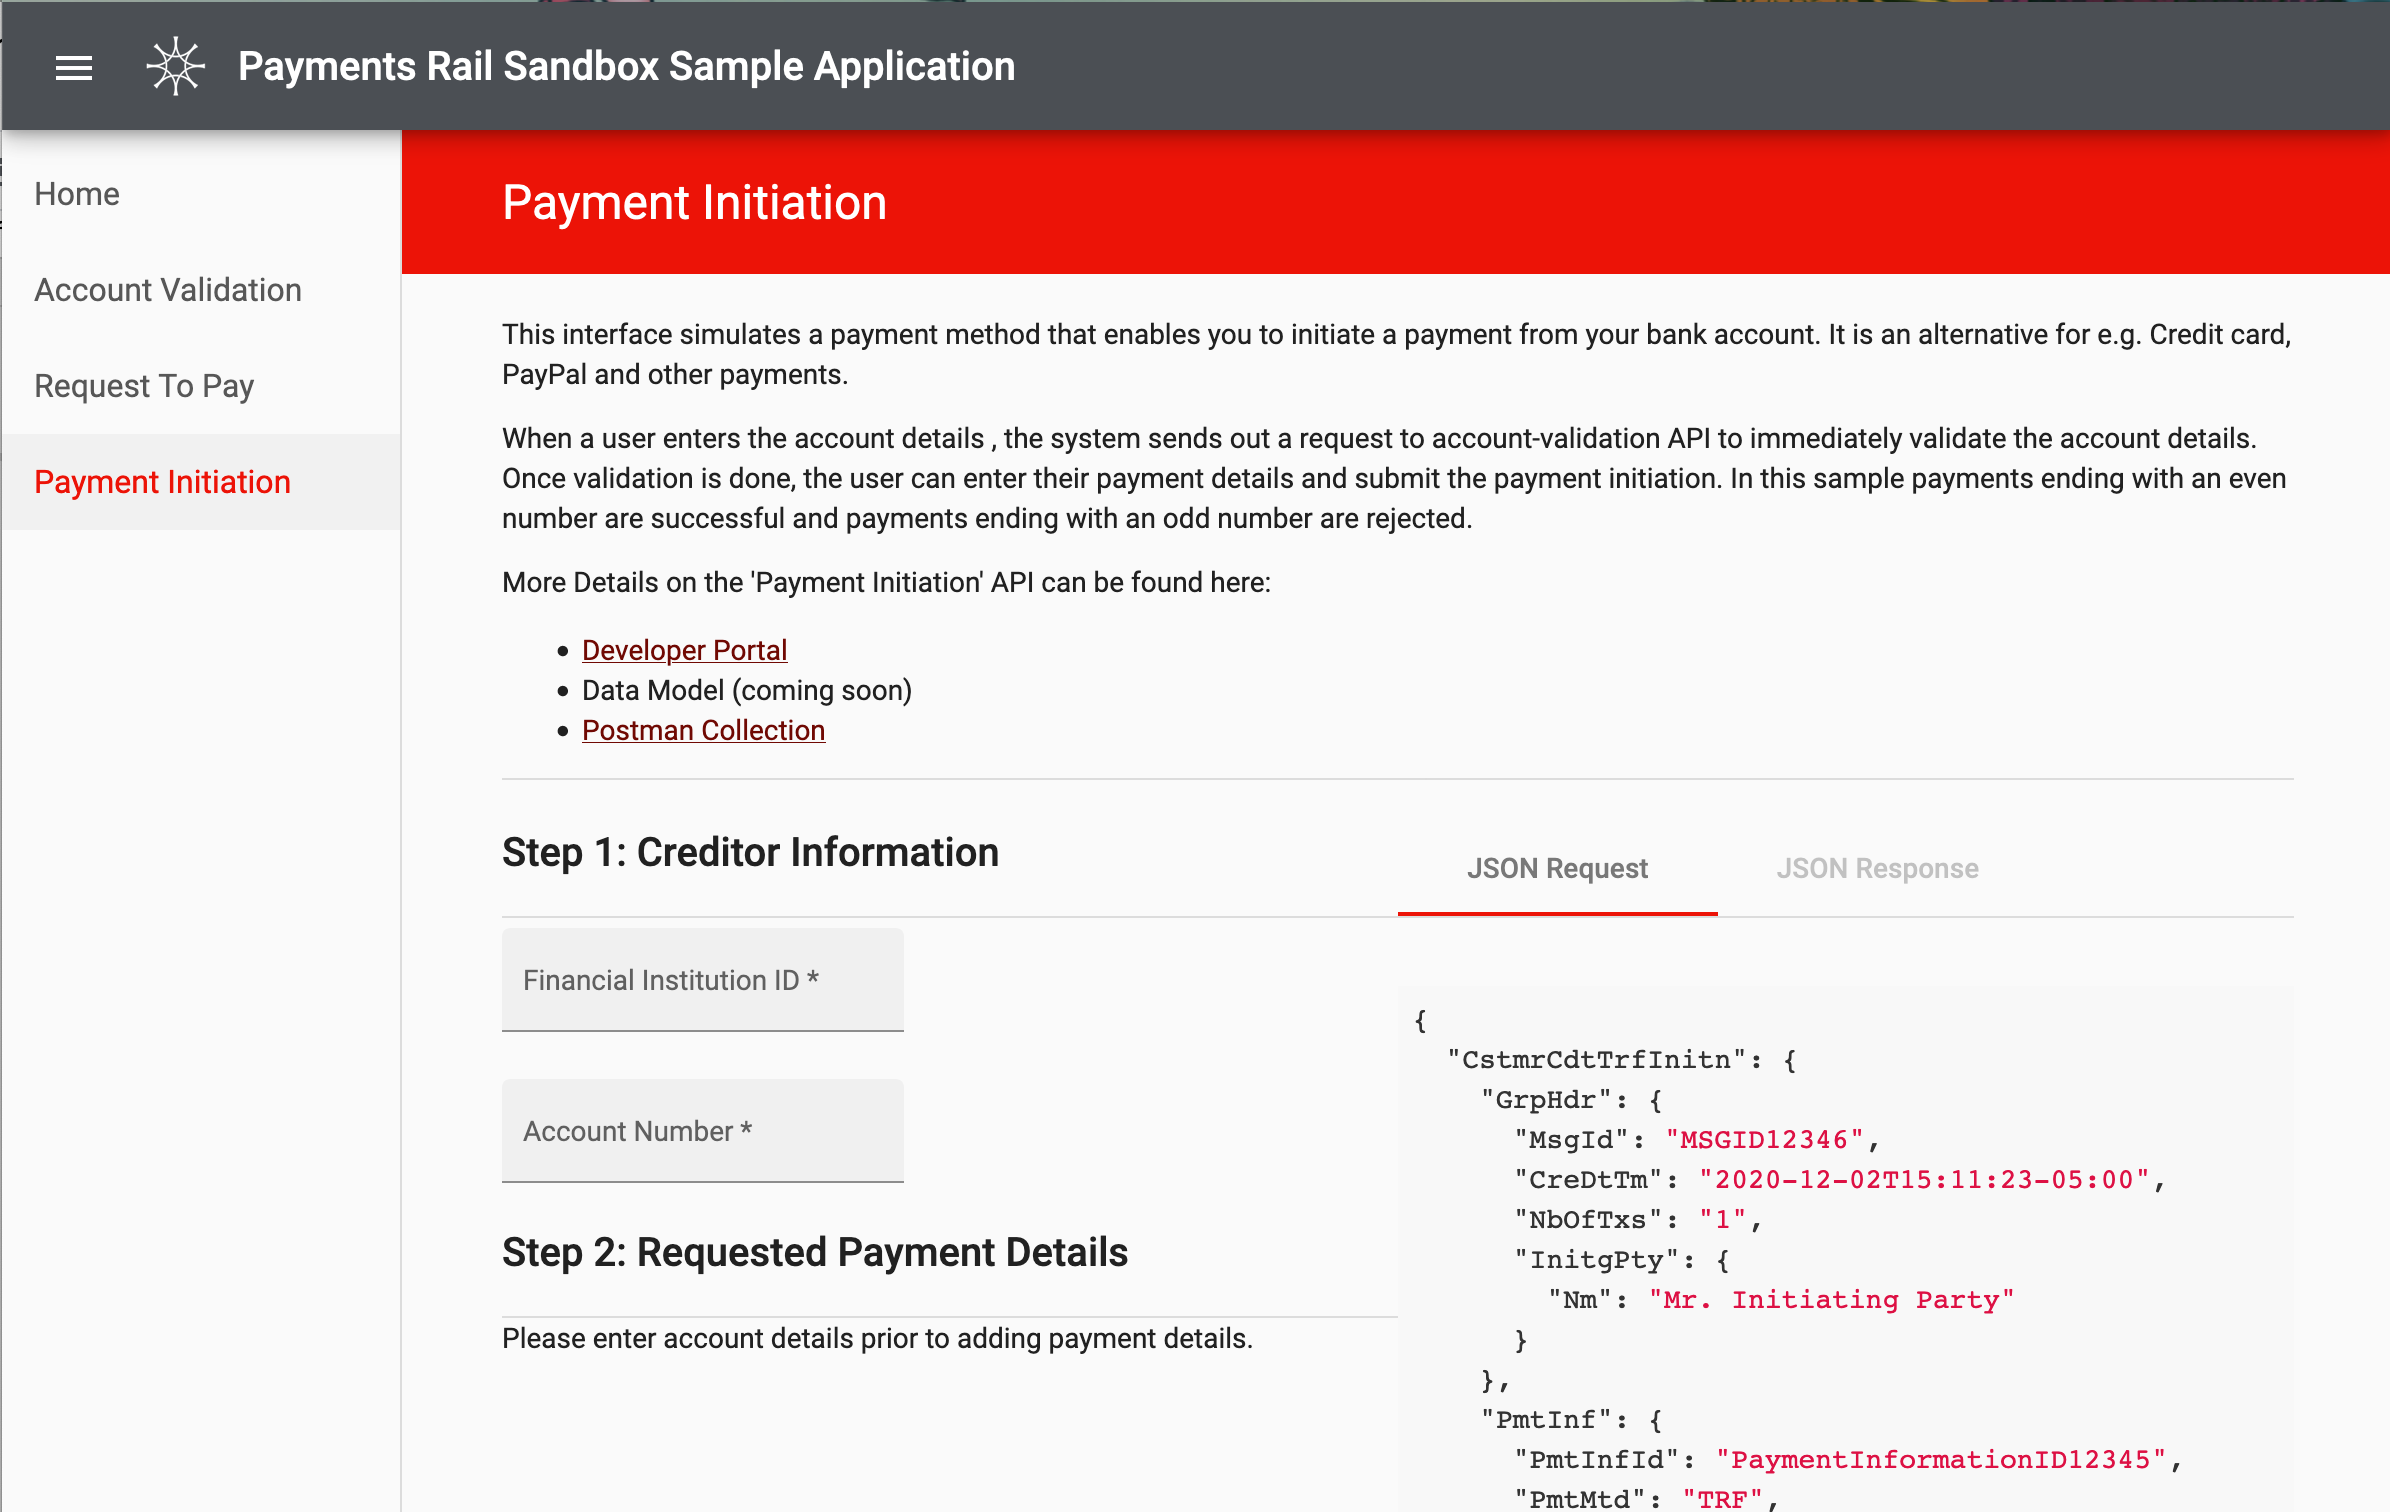 Payments Rail Sandbox Sample Application
Home
Account Validation
Request To Pay
Payment Initiation
Payment Initiation
This interface simulates a payment method that enables you to initiate a payment from your bank account. It is an alternative for e.g. Credit card,
PayPal and other payments.
When a user enters the account details , the system sends out a request to account-validation API to immediately validate the account details.
Once validation is done, the user can enter their payment details and submit the payment initiation. In this sample payments ending with an even
number are successful and payments ending with an odd number are rejected.
More Details on the 'Payment Initiation' API can be found here:
Developer Portal
Data Model (coming soon)
Postman Collection
Step 1: Creditor Information
Financial Institution ID *
Account Number *
Step 2: Requested Payment Details
Please enter account details prior to adding payment details.
JSON Request
JSON Response
{
"CstmrCdtTrfInitn": {
"GrpHdr": {
"MsgId": "MSGID12346",
"CreDtTm": "2020-12-02T15:11:23-05:00",
"NbOfTxs": "1",
"InitgPty": {
"Nm": "Mr. Initiating Party"
}
},
"PmtInf": {
"PmtInfId": "PaymentInformationID12345",
"PmtMtd": "TRF",